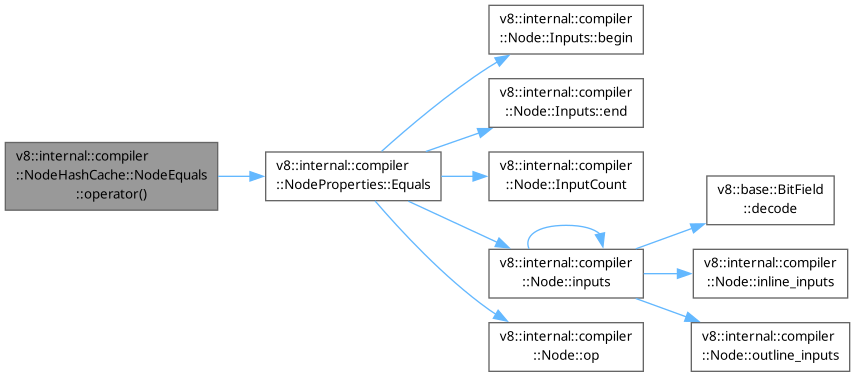 v8::internal::compiler
::NodeHashCache::NodeEquals
::operator()
v8::internal::compiler
::NodeProperties::Equals
v8::internal::compiler
::Node::Inputs::begin
v8::internal::compiler
::Node::Inputs::end
v8::internal::compiler
::Node::InputCount
v8::internal::compiler
::Node::inputs
v8::internal::compiler
::Node::op
v8::base::BitField
::decode
v8::internal::compiler
::Node::inline_inputs
v8::internal::compiler
::Node::outline_inputs